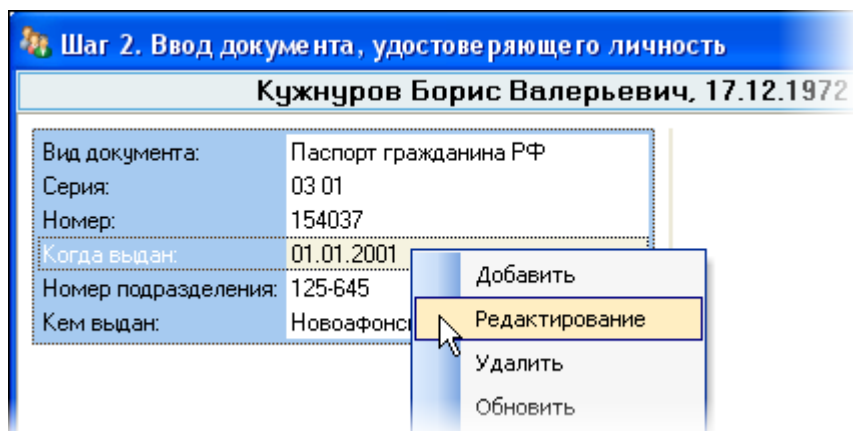 Шаг 2. Ввод документа, удостоверяющего личность
Кужнуров Борис Валерьевич, 17.12.1972
Вид документа: Паспорт гражданина РФ
Серия: 03 01
Номер: 154037
Когда выдан: 01.01.2001
Номер подразделения: 125-645
Кем выдан:
Добавить
Редактирование
Удалить
Обновить